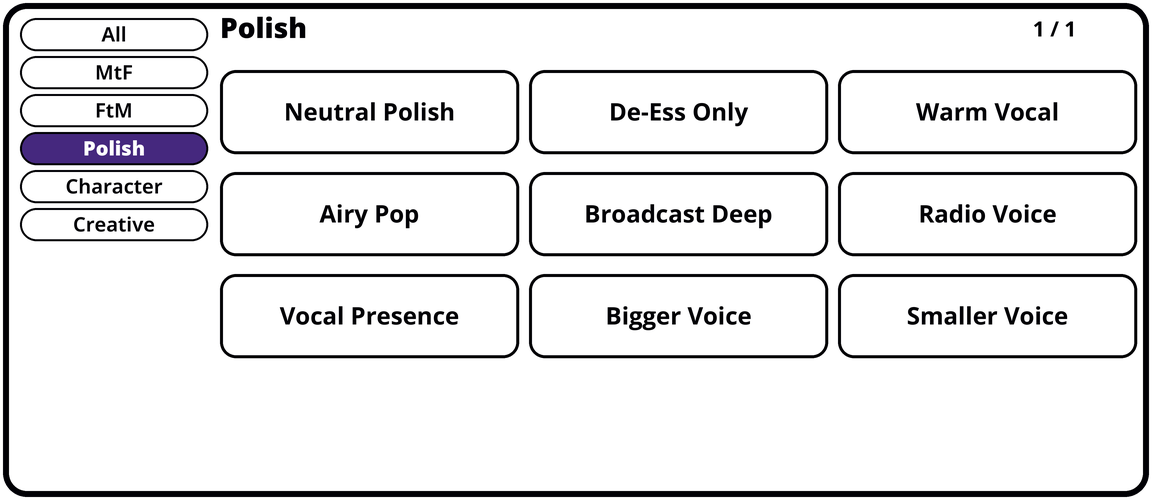 All
MtF
FtM
Polish
Character
Creative
Polish
1 / 1
Neutral Polish
De-Ess Only
Warm Vocal
Airy Pop
Broadcast Deep
Radio Voice
Vocal Presence
Bigger Voice
Smaller Voice